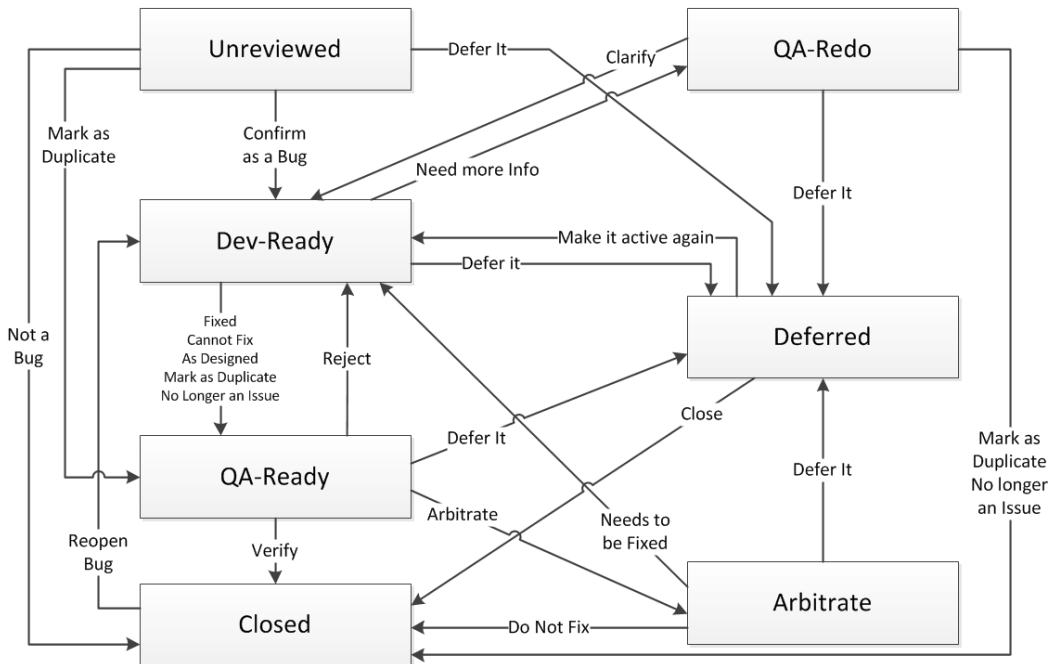 Unreviewed
Defer It
Clarify
QA-Redo
Mark as
Duplicate
Confirm
as a Bug
Need more Info
Defer It
Dev-Ready
Make it active again
Defer it
Not a
Bug
Fixed
Cannot Fix
As Designed
Mark as Duplicate
No Longer an Issue
Reject
Deferred
Close
Defer It
QA-Ready
Arbitrate
Defer It
Mark as
Duplicate
No longer
an Issue
Needs to
be Fixed
Reopen
Bug
Verify
Closed
Do Not Fix
Arbitrate